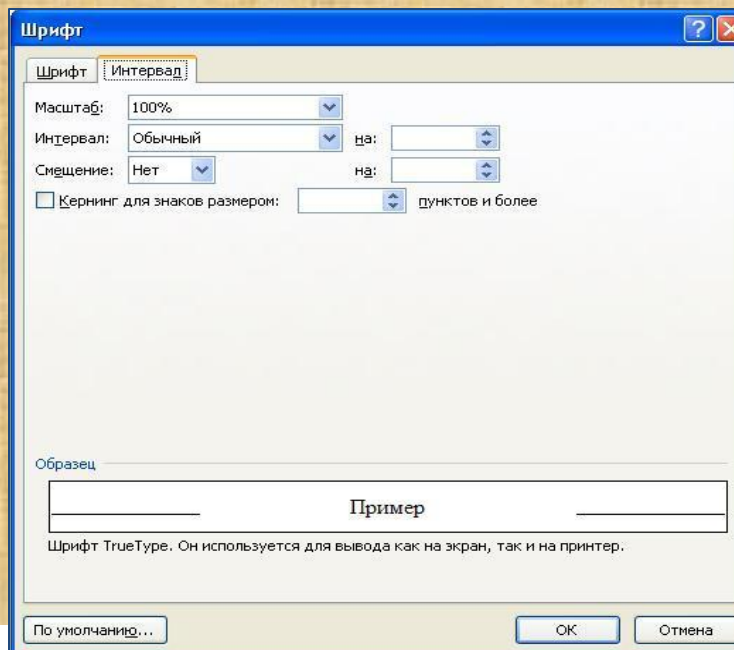 Шрифт
Шрифт Интервал
Масштаб: 100%
Интервал: Обычный на:
Смещение: Нет на:
Кернинг для знаков размером: пунктов и более
Образец
Пример
Шрифт TrueType. Он используется для вывода как на экран, так и на принтер.
По умолчанию... ОК Отмена